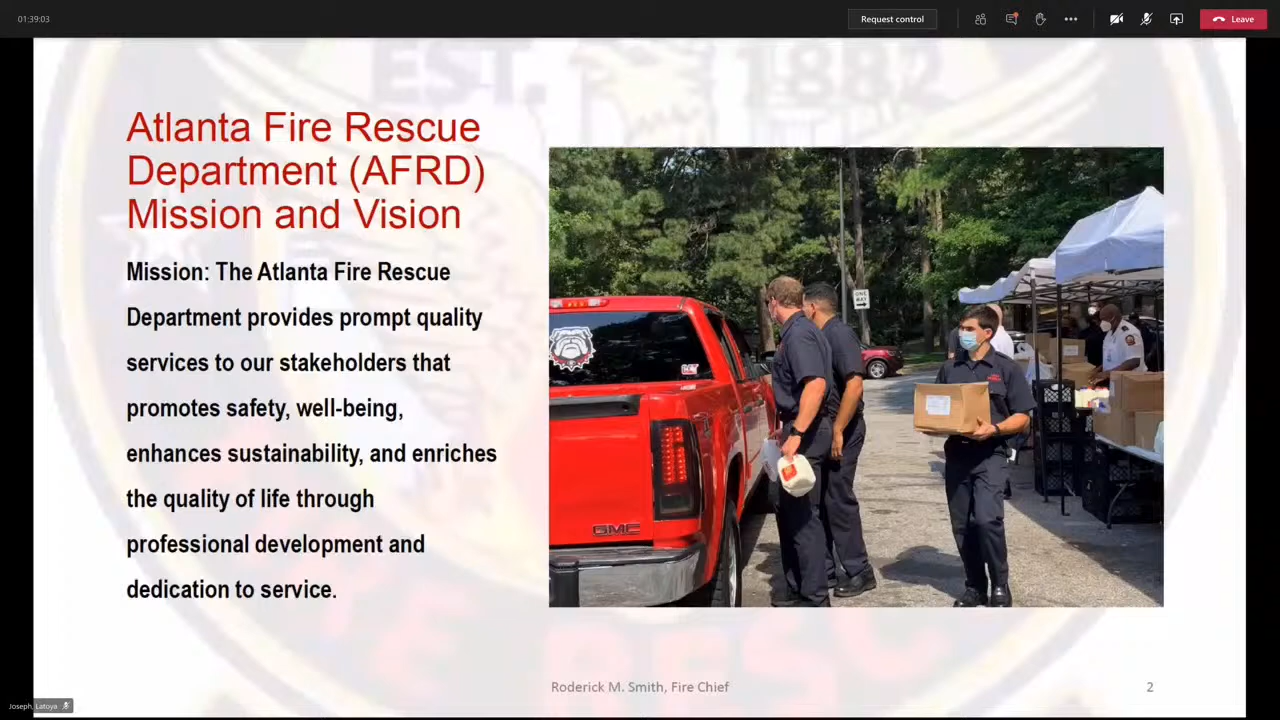 01:39:03
Request control
Leave
EST. 1882
Atlanta Fire Rescue
Department (AFRD)
Mission and Vision
Mission: The Atlanta Fire Rescue
Department provides prompt quality
services to our stakeholders that
promotes safety, well-being,
enhances sustainability, and enriches
the quality of life through
professional development and
dedication to service.
ONE
WAY
GMC
Roderick M. Smith, Fire Chief
2
Joseph, Latoya